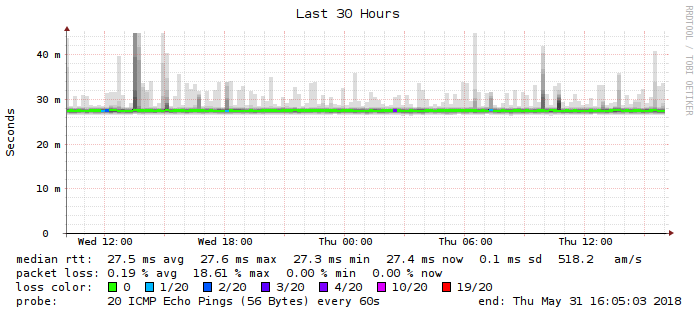 Last 30 Hours
RRDTOOL / TOBI OETIKER
Seconds
40 m
30 m
20 m
10 m
0
Wed 12:00 Wed 18:00 Thu 00:00 Thu 06:00 Thu 12:00
median rtt: 27.5 ms avg 27.6 ms max 27.3 ms min 27.4 ms now 0.1 ms sd 518.2 am/s
packet loss: 0.19 % avg 18.61 % max 0.00 % min 0.00 % now
loss color: 0 1/20 2/20 3/20 4/20 10/20 19/20
probe: 20 ICMP Echo Pings (56 Bytes) every 60s end: Thu May 31 16:05:03 2018